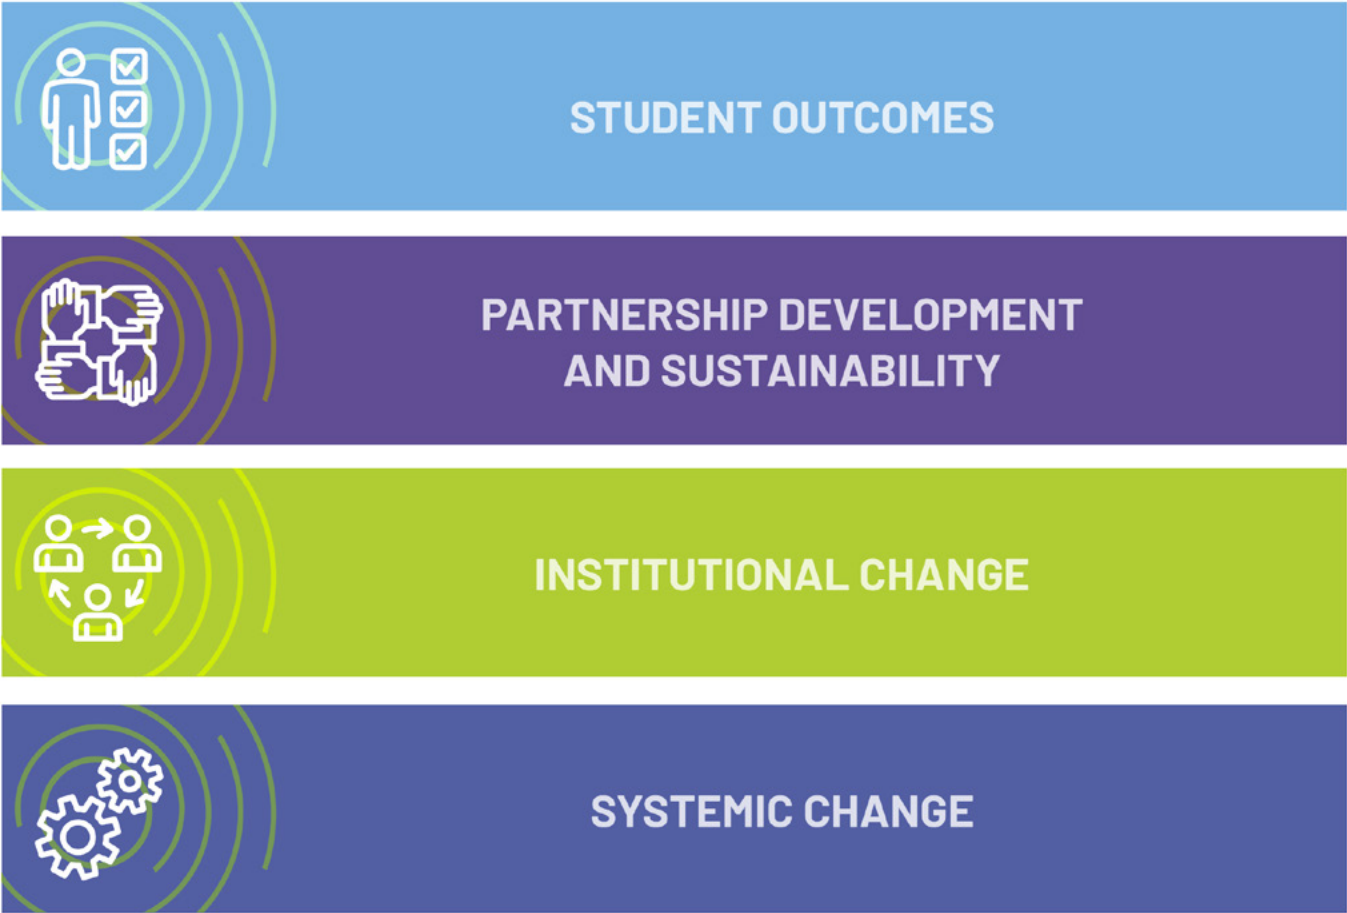 STUDENT OUTCOMES
PARTNERSHIP DEVELOPMENT
AND SUSTAINABILITY
INSTITUTIONAL CHANGE
SYSTEMIC CHANGE